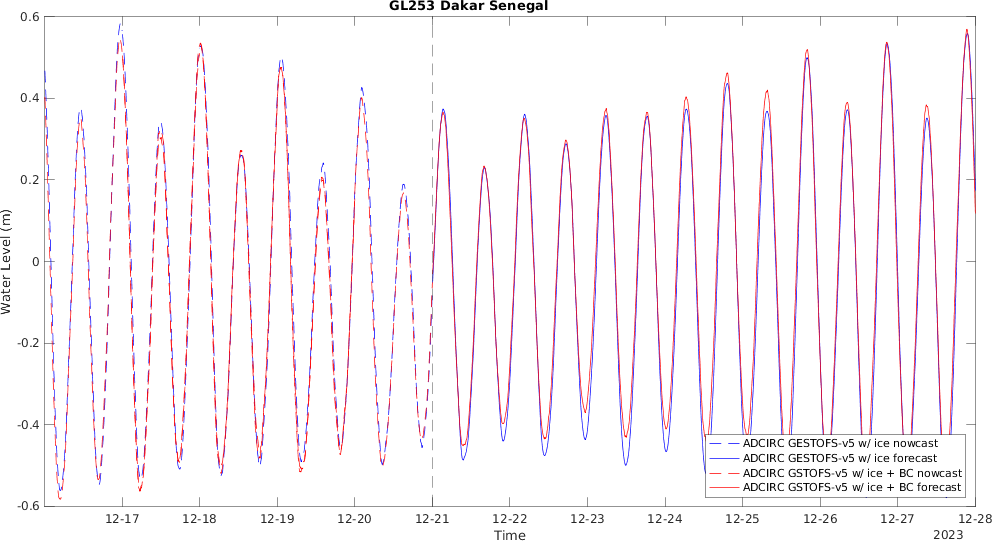 GL253 Dakar Senegal
0.6
0.4
0.2
0
-0.2
-0.4
-0.6
Water Level (m)
ADCIRC GESTOFS-v5 w/ ice nowcast
ADCIRC GESTOFS-v5 w/ ice forecast
ADCIRC GSTOFS-v5 w/ ice + BC nowcast
ADCIRC GSTOFS-v5 w/ ice + BC forecast
12-17 12-18 12-19 12-20 12-21 12-22 12-23 12-24 12-25 12-26 12-27 12-28
Time
2023